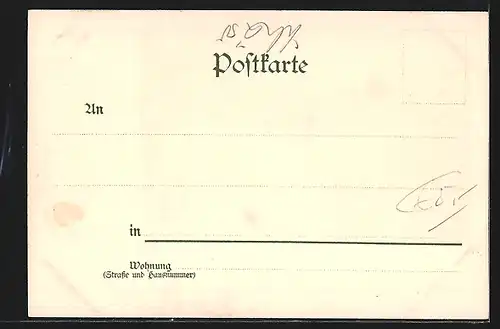 Postkarte
An
in
Wohnung
(Straße und Hausnummer)